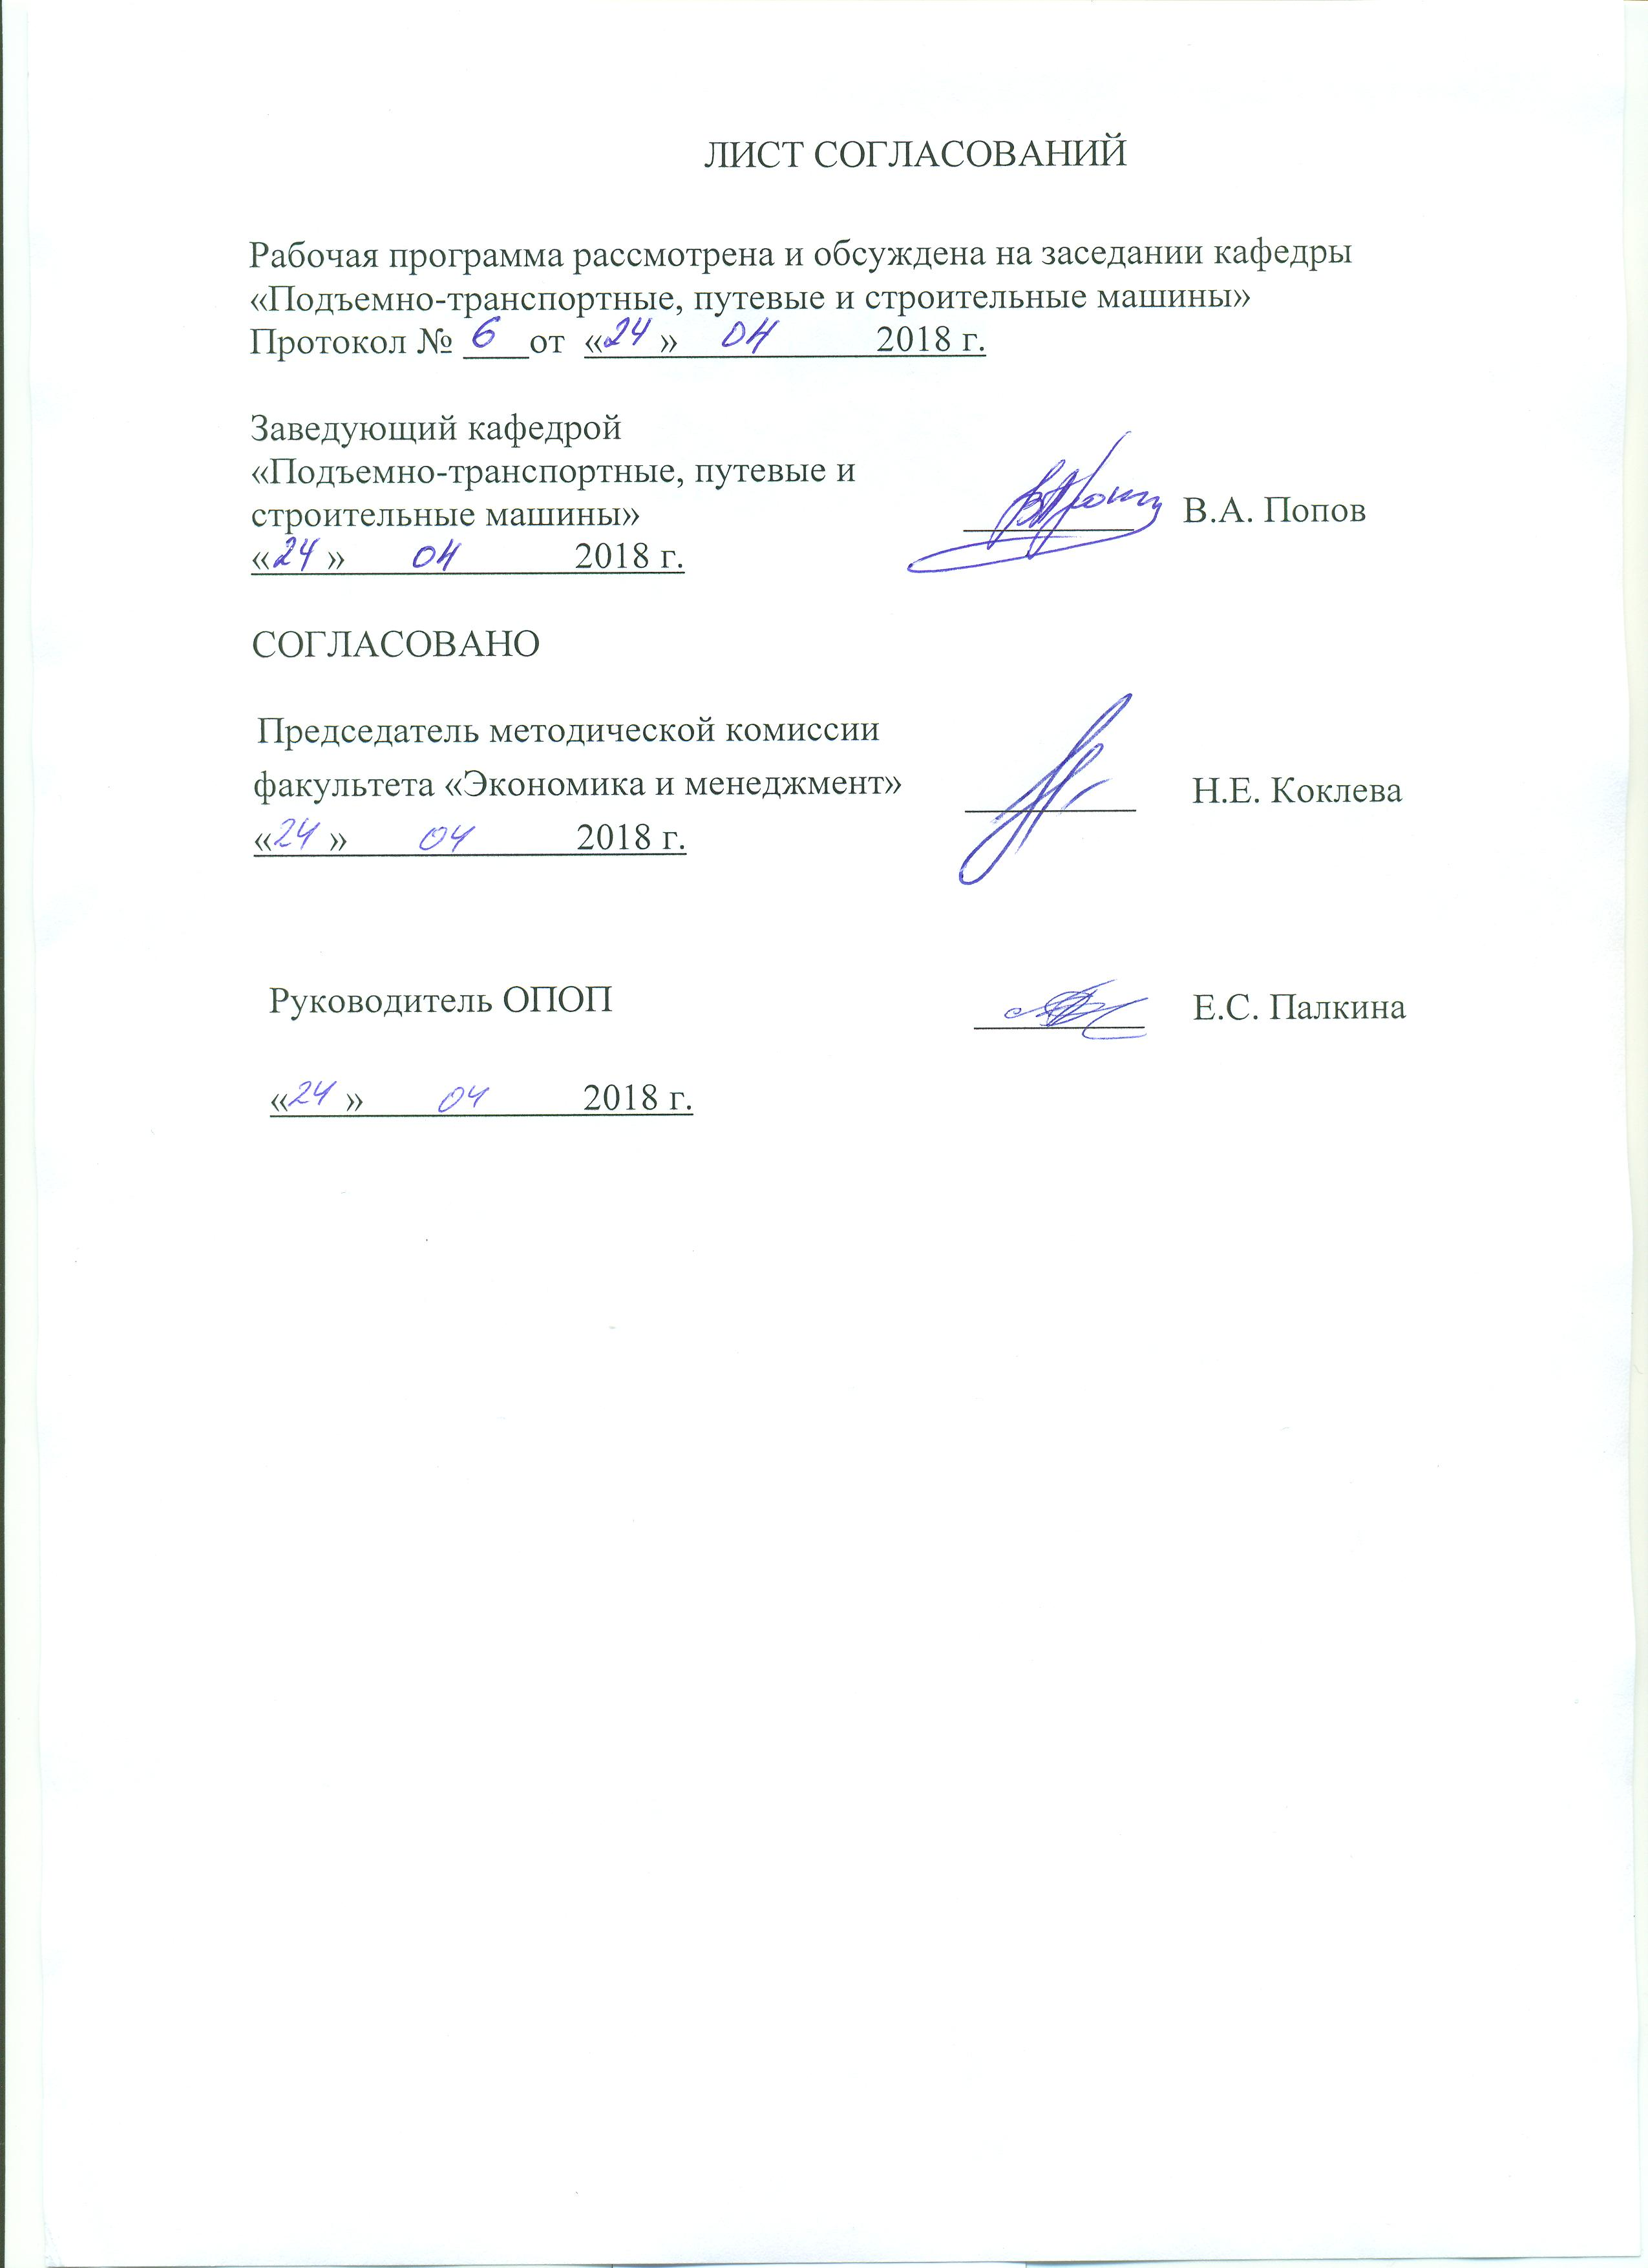 ЛИСТ СОГЛАСОВАНИЙ
Рабочая программа рассмотрена и обсуждена на заседании кафедры
«Подъемно-транспортные, путевые и строительные машины»
Протокол № 6 от «24» 04 2018 г.
Заведующий кафедрой
«Подъемно-транспортные, путевые и
строительные машины» В.А. Попов
«24» 04 2018 г.
СОГЛАСОВАНО
Председатель методической комиссии
факультета «Экономика и менеджмент» Н.Е. Коклева
«24» 04 2018 г.
Руководитель ОПОП Е.С. Палкина
«24» 04 2018 г.